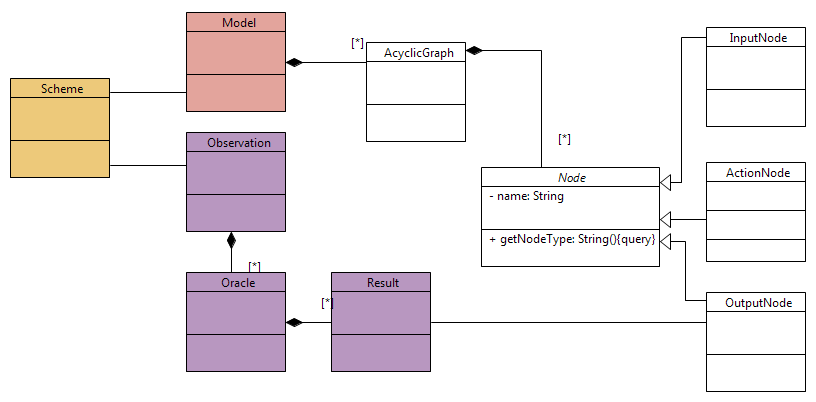 Model
[*]
AcyclicGraph
InputNode
Scheme
Observation
[*]
Node
- name: String
+ getNodeType: String(){query}
ActionNode
[*]
Oracle
[*]
Result
OutputNode